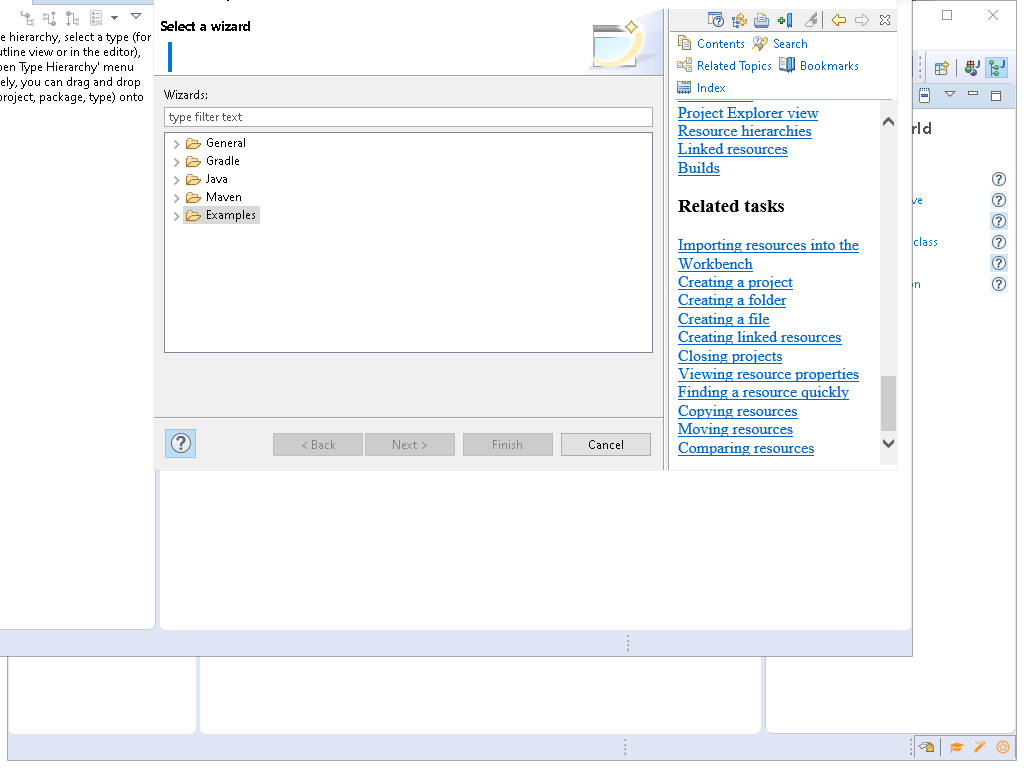 e hierarchy, select a type (for
utline view or in the editor),
pen Type Hierarchy' menu
ely, you can drag and drop
project, package, type) onto
Select a wizard
Wizards:
type filter text
General
Gradle
Java
Maven
Examples
< Back
Next >
Finish
Cancel
Contents
Search
Related Topics
Bookmarks
Index
Project Explorer view
Resource hierarchies
Linked resources
Builds
Related tasks
Importing resources into the
Workbench
Creating a project
Creating a folder
Creating a file
Creating linked resources
Closing projects
Viewing resource properties
Finding a resource quickly
Copying resources
Moving resources
Comparing resources
rld
ve
class
n